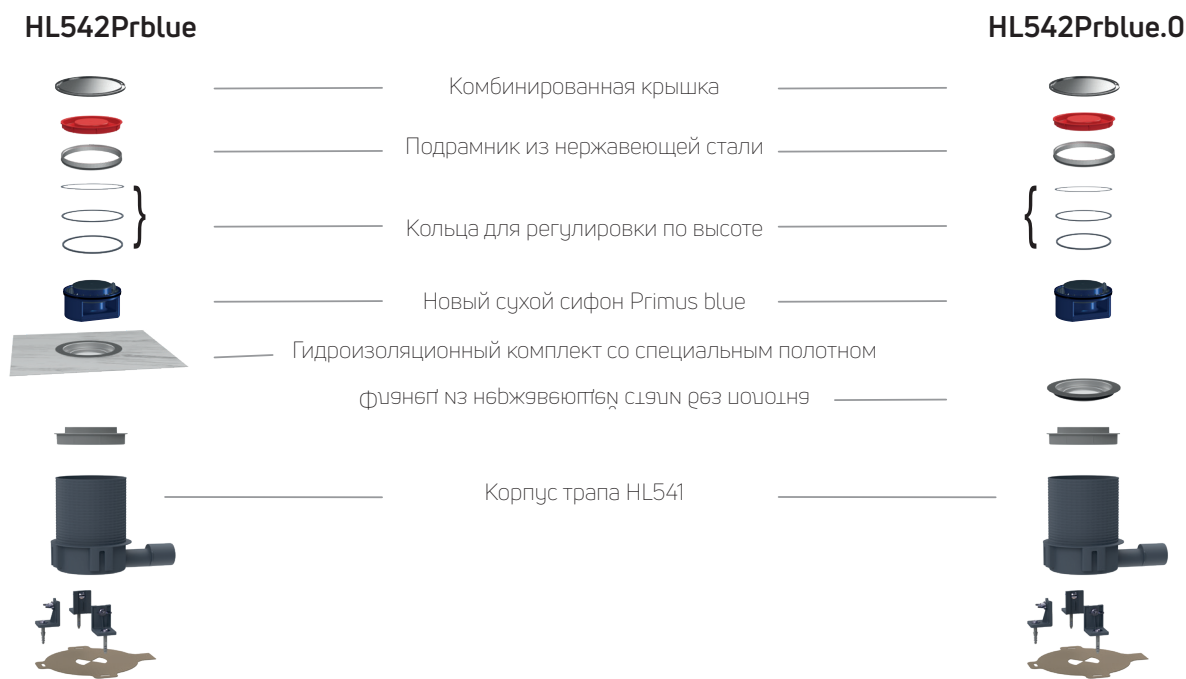 HL542Prblue
HL542Prblue.0
Комбинированная крышка
Подрамник из нержавеющей стали
Кольца для регулировки по высоте
Новый сухой сифон Primus blue
Гидроизоляционный комплект со специальным полотном
Фланец из нержавеющей стали без полотна
Корпус трапа HL541